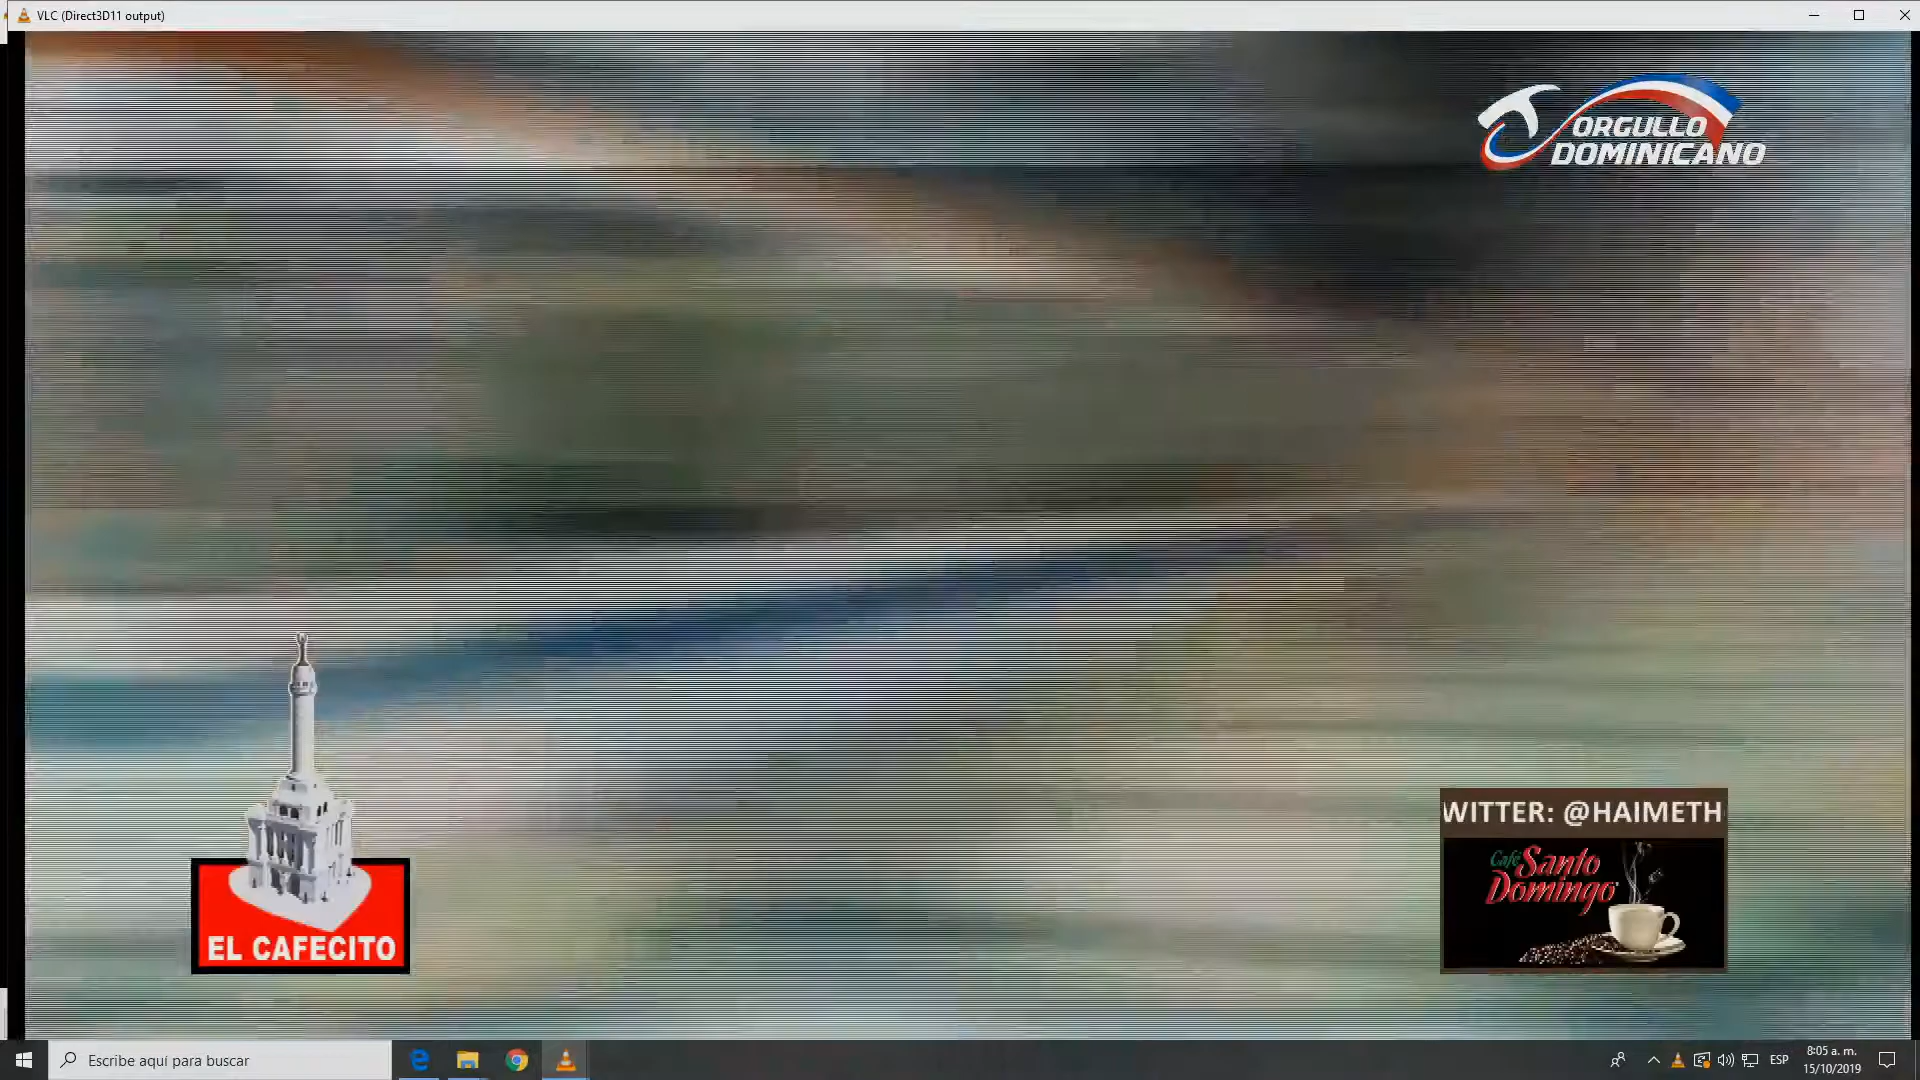 VLC (Direct3D11 output)
ORGULLO
DOMINICANO
WITTER: @HAIMETH
Café Santo
Domingo
EL CAFECITO
Escribe aquí para buscar
ESP
8:05 a. m.
15/10/2019